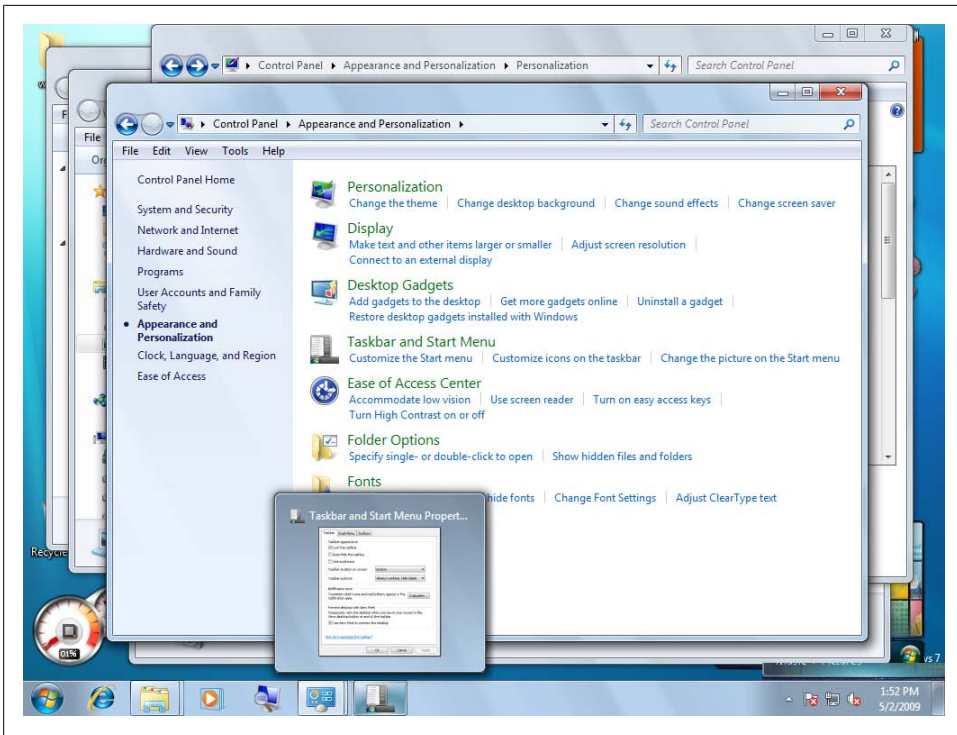 Control Panel ▸ Appearance and Personalization ▸ Personalization
Search Control Panel
Control Panel ▸ Appearance and Personalization ▸
Search Control Panel
F
File
Org
File Edit View Tools Help
Control Panel Home
System and Security
Network and Internet
Hardware and Sound
Programs
User Accounts and Family
Safety
Appearance and
Personalization
Clock, Language, and Region
Ease of Access
Personalization
Change the theme
Change desktop background
Change sound effects
Change screen saver
Display
Make text and other items larger or smaller
Adjust screen resolution
Connect to an external display
Desktop Gadgets
Add gadgets to the desktop
Get more gadgets online
Uninstall a gadget
Restore desktop gadgets installed with Windows
Taskbar and Start Menu
Customize the Start menu
Customize icons on the taskbar
Change the picture on the Start menu
Ease of Access Center
Accommodate low vision
Use screen reader
Turn on easy access keys
Turn High Contrast on or off
Folder Options
Specify single- or double-click to open
Show hidden files and folders
Fonts
hide fonts
Change Font Settings
Adjust ClearType text
Taskbar and Start Menu Propert...
Recycle
01%
vs 7
1:52 PM
5/2/2009